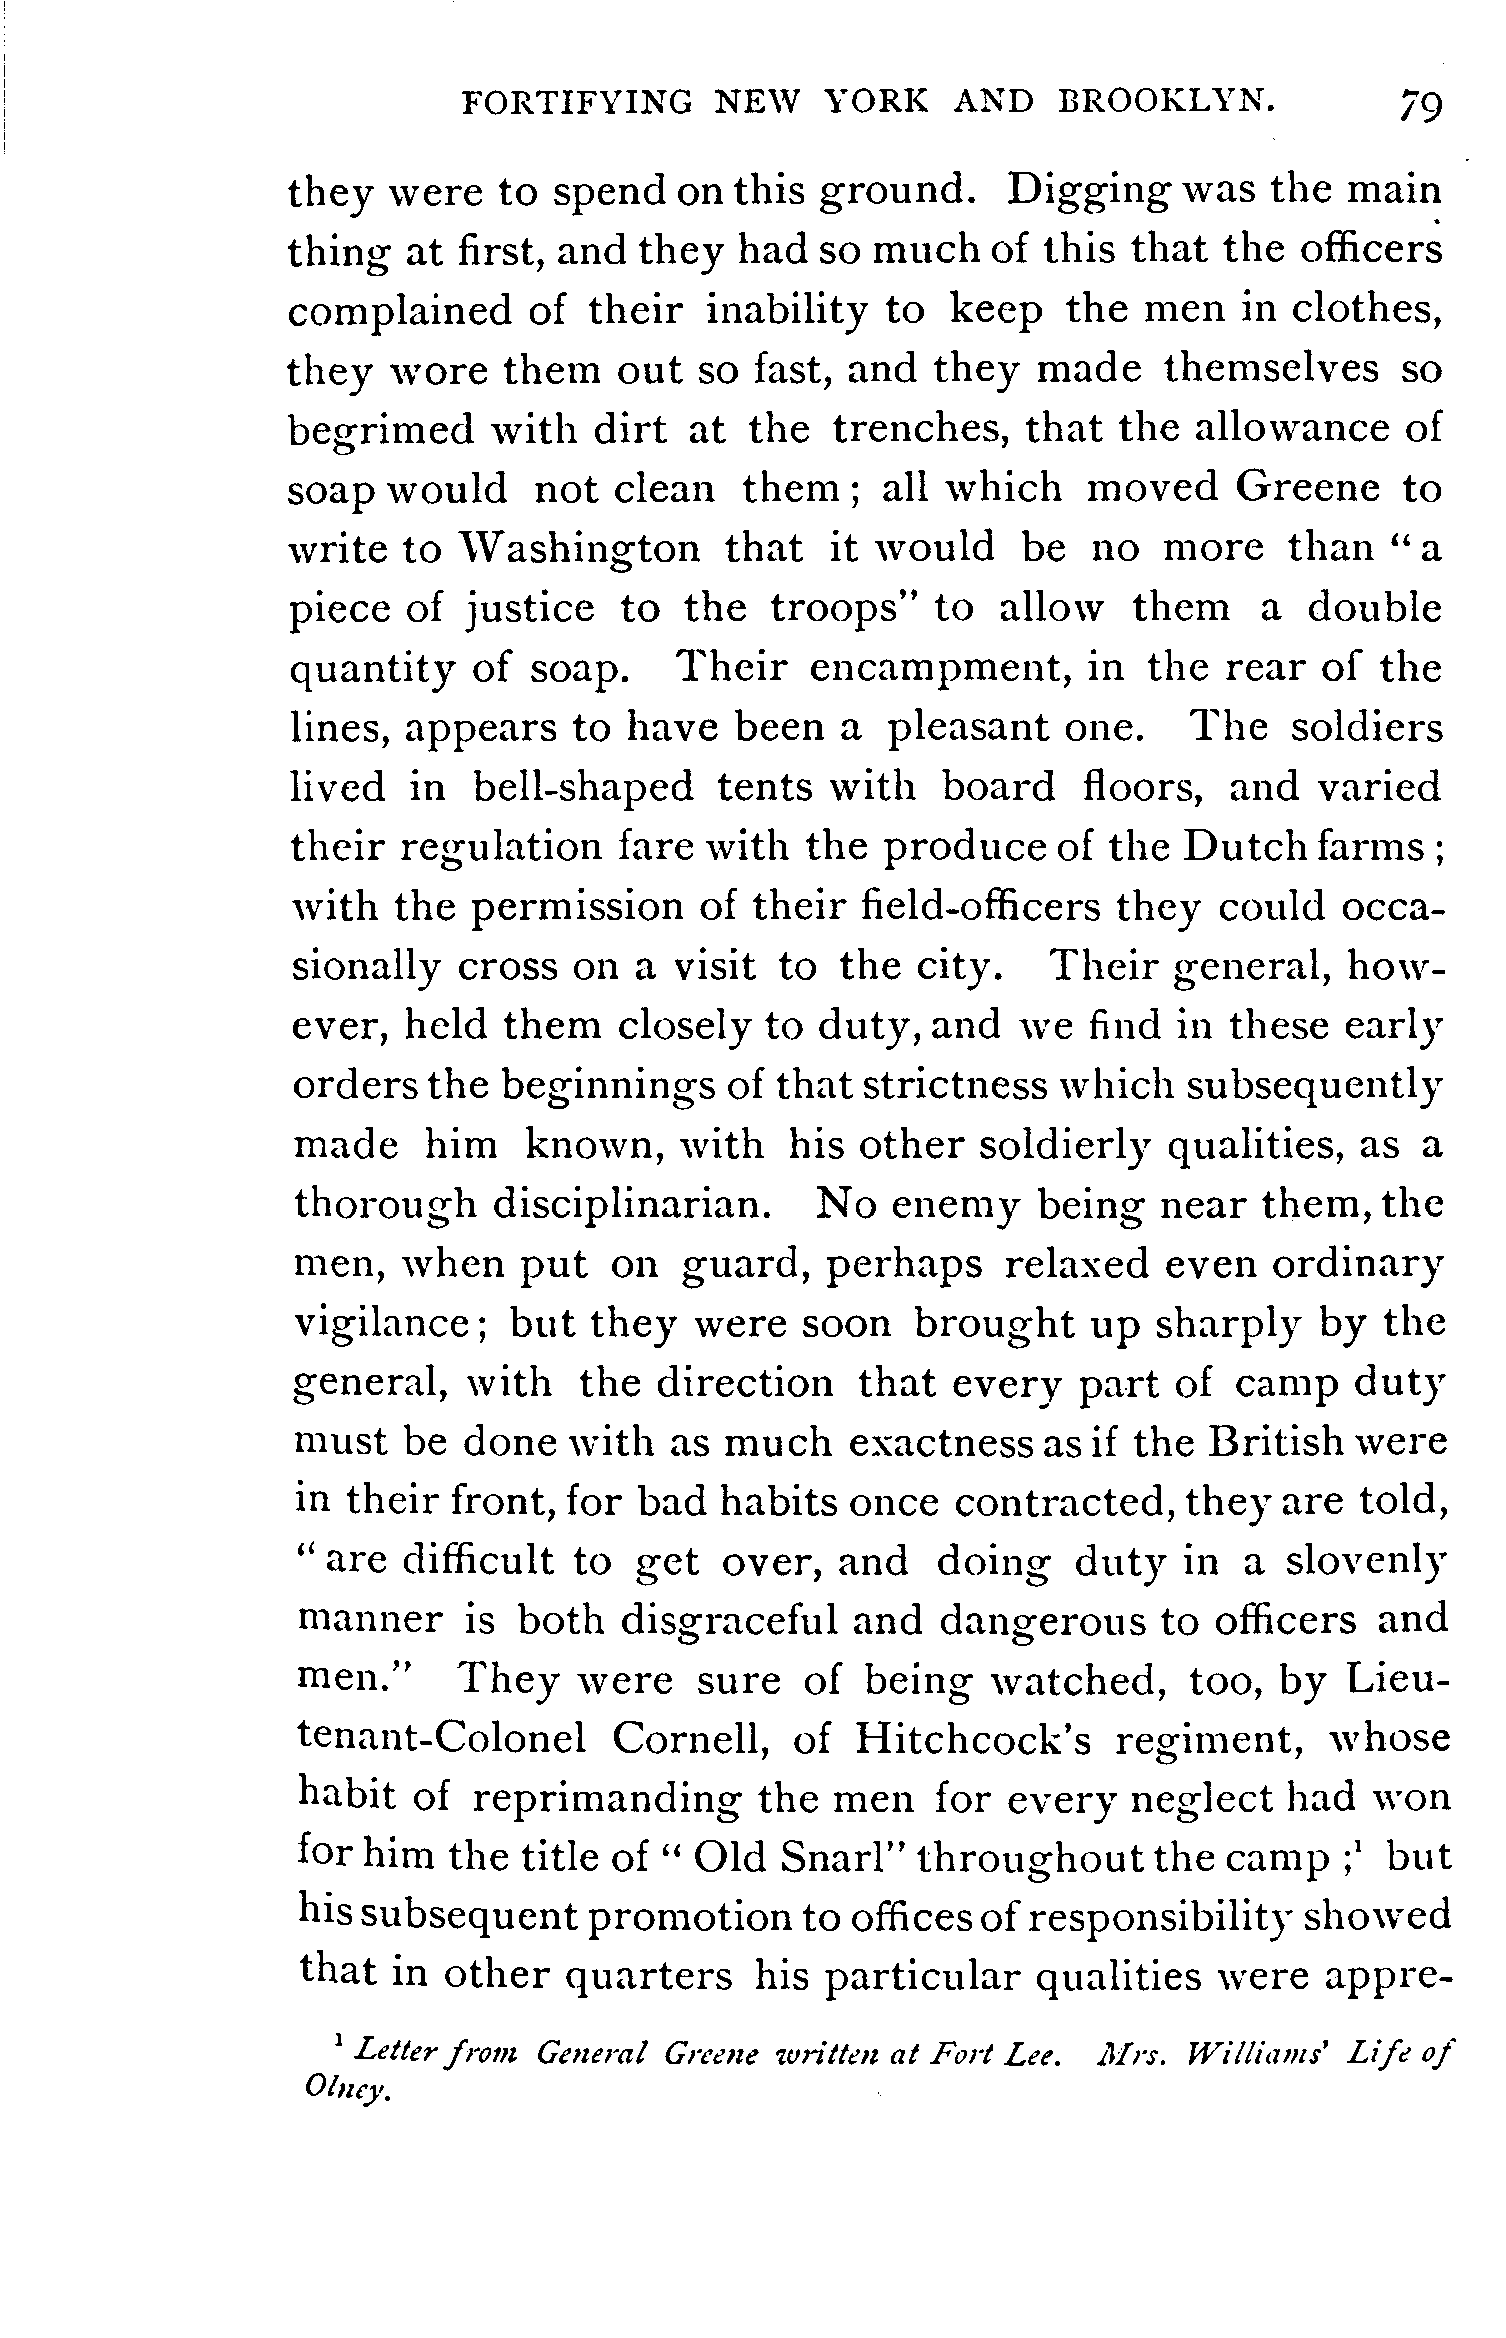 FORTIFYING NEW YORK AND BROOKLYN. 79
they were to spend on this ground. Digging was the main
thing at first, and they had so much of this that the officers
complained of their inability to keep the men in clothes,
they wore them out so fast, and they made themselves so
begrimed with dirt at the trenches, that the allowance of
soap would not clean them ; all which moved Greene to
write to Washington that it would be no more than “ a
piece of justice to the troops” to allow them a double
quantity of soap. Their encampment, in the rear of the
lines, appears to have been a pleasant one. The soldiers
lived in bell-shaped tents with board floors, and varied
their regulation fare with the produce of the Dutch farms ;
with the permission of their field-officers they could occa-
sionally cross on a visit to the city. Their general, how-
ever, held them closely to duty, and we find in these early
orders the beginnings of that strictness which subsequently
made him known, with his other soldierly qualities, as a
thorough disciplinarian. No enemy being near them, the
men, when put on guard, perhaps relaxed even ordinary
vigilance ; but they were soon brought up sharply by the
general, with the direction that every part of camp duty
must be done with as much exactness as if the British were
in their front, for bad habits once contracted, they are told,
“ are difficult to get over, and doing duty in a slovenly
manner is both disgraceful and dangerous to officers and
men.” They were sure of being watched, too, by Lieu-
tenant-Colonel Cornell, of Hitchcock's regiment, whose
habit of reprimanding the men for every neglect had won
for him the title of “ Old Snarl” throughout the camp ;¹ but
his subsequent promotion to offices of responsibility showed
that in other quarters his particular qualities were appre-
¹ Letter from General Greene written at Fort Lee. Mrs. Williams' Life of
Olney.